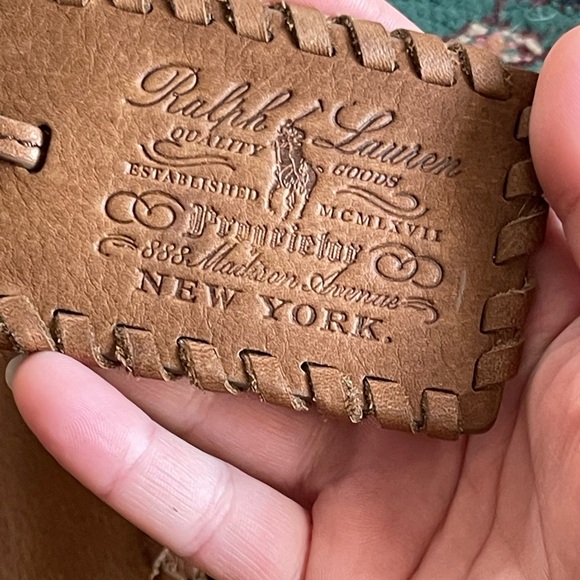 Ralph Lauren
QUALITY GOODS
ESTABLISHED MCMLXVII
Proprietor
888 Madison Avenue
NEW YORK.